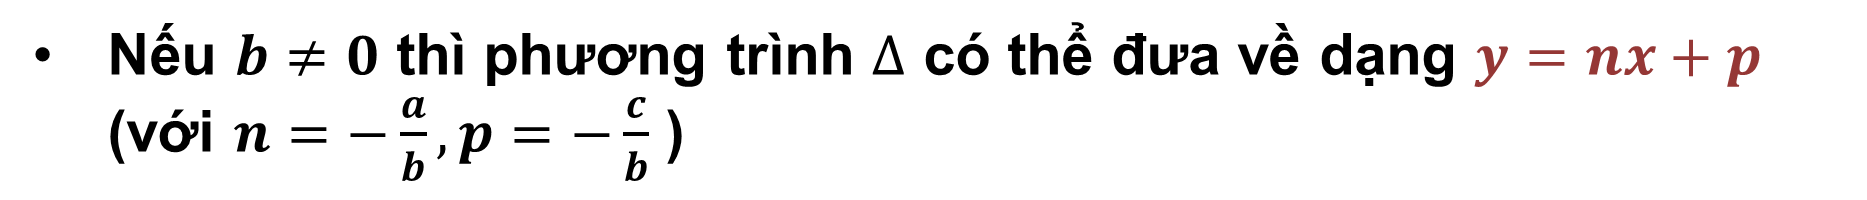 • Nếu b ≠ 0 thì phương trình Δ có thể đưa về dạng y = nx + p
(với n = −a/b, p = −c/b )